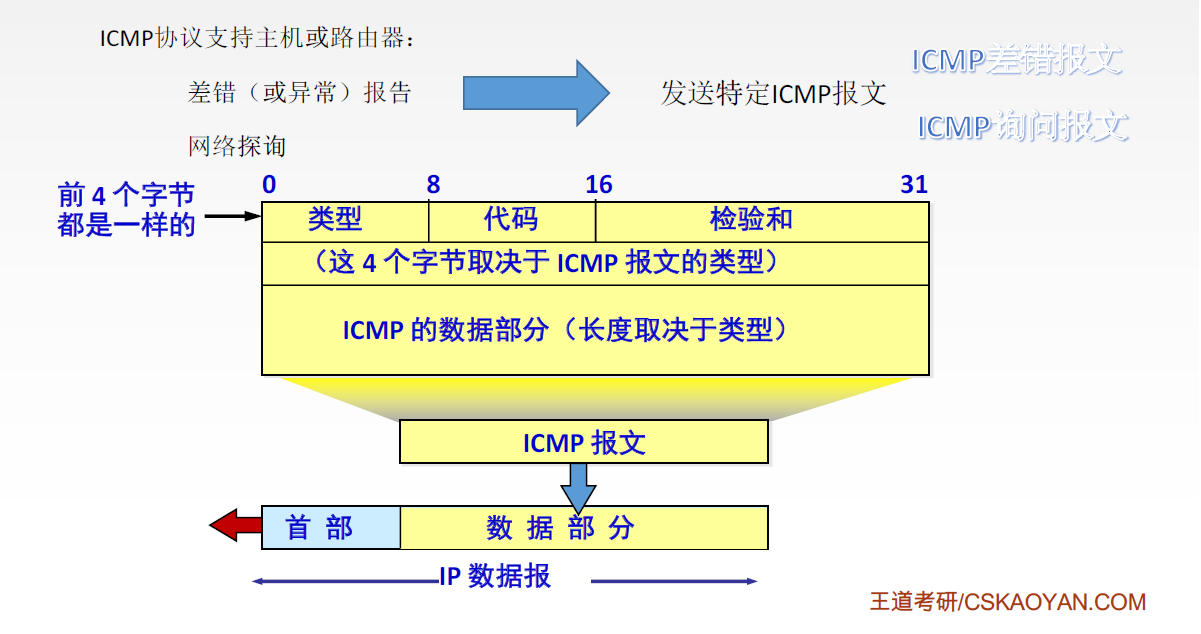 ICMP协议支持主机或路由器：
差错（或异常）报告
发送特定ICMP报文
ICMP差错报文
ICMP询问报文
网络探询
0 8 16 31
前 4 个字节
都是一样的
类型 代码 检验和
（这 4 个字节取决于 ICMP 报文的类型）
ICMP 的数据部分（长度取决于类型）
ICMP 报文
首 部 数 据 部 分
IP 数据报
王道考研/CSKAOYAN.COM